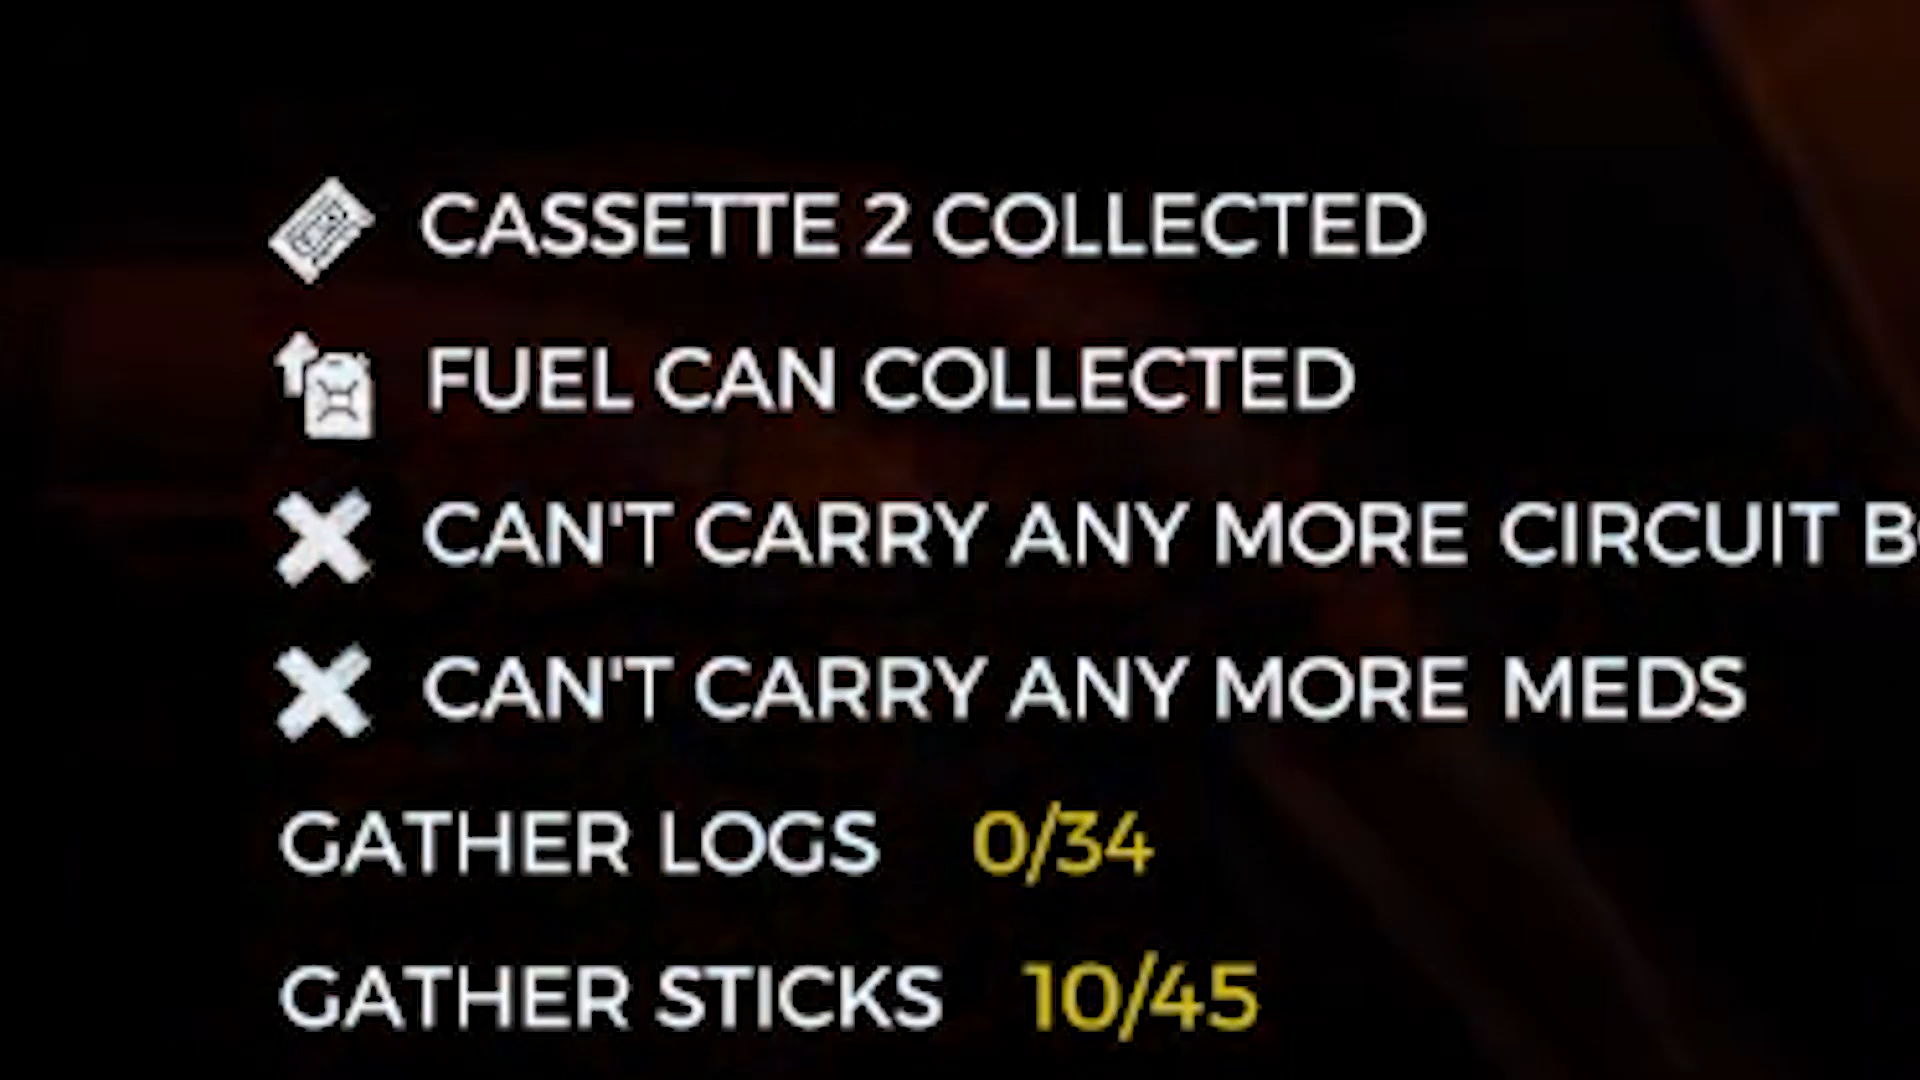 CASSETTE 2 COLLECTED
FUEL CAN COLLECTED
CAN'T CARRY ANY MORE CIRCUIT
CAN'T CARRY ANY MORE MEDS
GATHER LOGS 0/34
GATHER STICKS 10/45